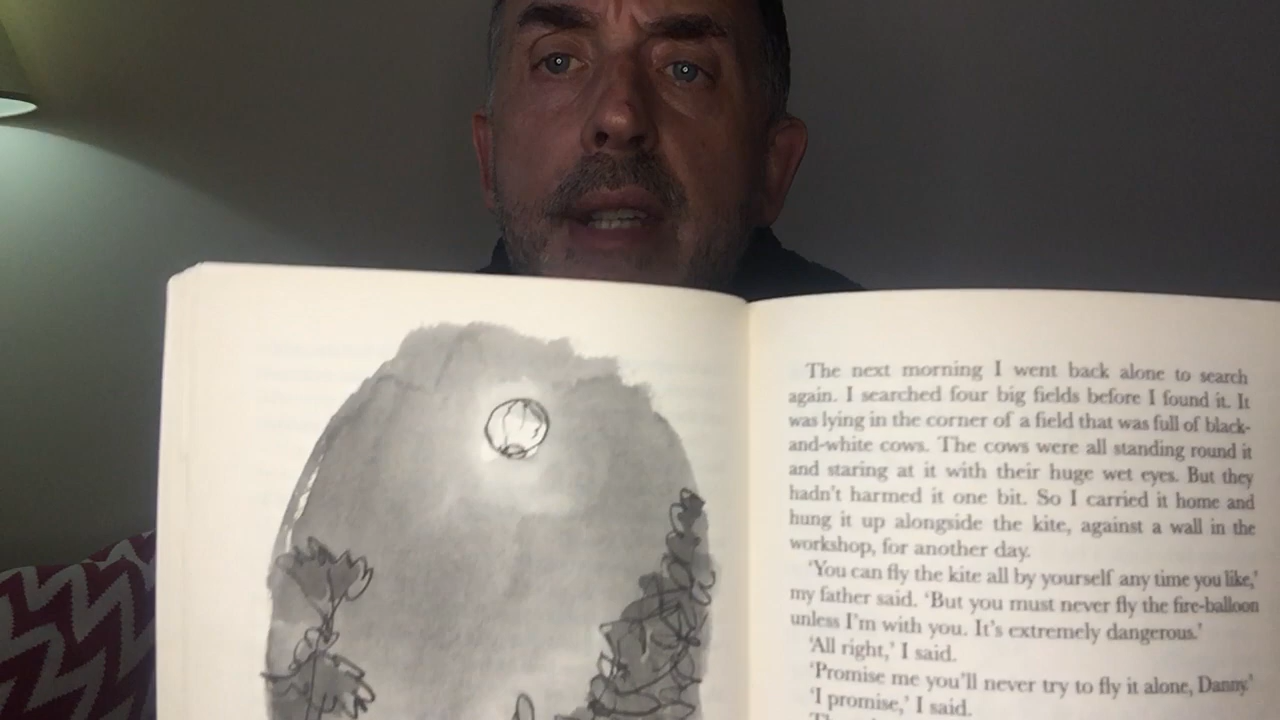 The next morning I went back alone to search
again. I searched four big fields before I found it. It
was lying in the corner of a field that was full of black-
and-white cows. The cows were all standing round it
and staring at it with their huge wet eyes. But they
hadn't harmed it one bit. So I carried it home and
hung it up alongside the kite, against a wall in the
workshop, for another day.
'You can fly the kite all by yourself any time you like,'
my father said. 'But you must never fly the fire-balloon
unless I'm with you. It's extremely dangerous.'
'All right,' I said.
'Promise me you'll never try to fly it alone, Danny.'
'I promise,' I said.